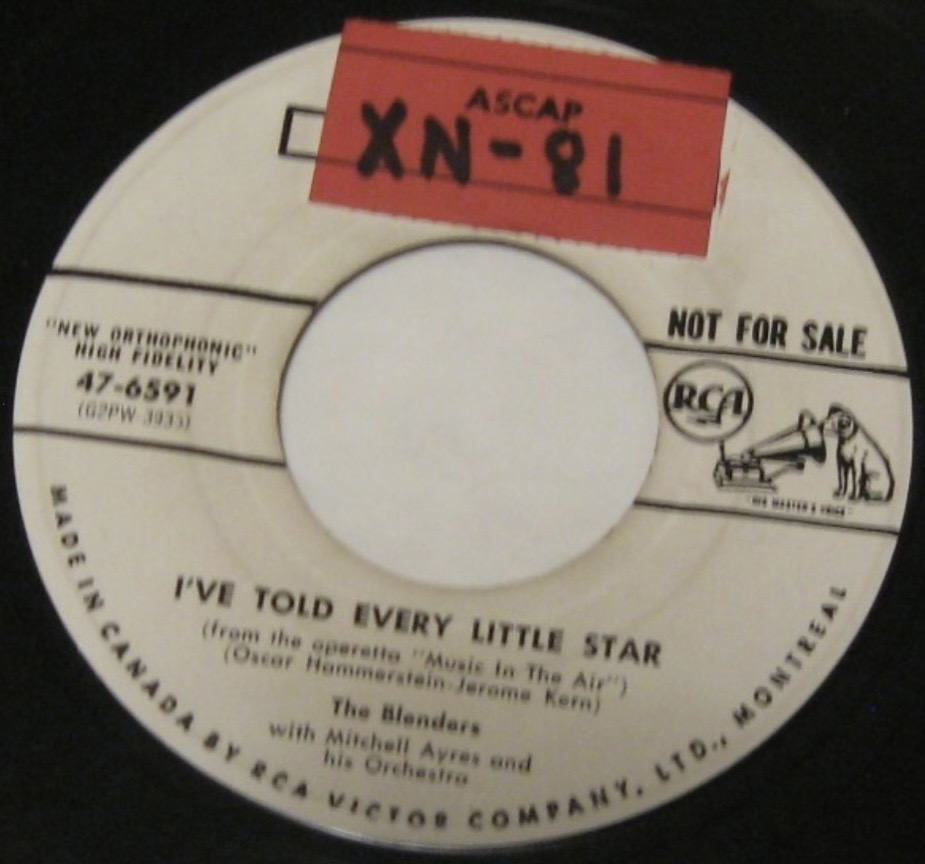 ASCAP
XN-81
NOT FOR SALE
"NEW ORTHOPHONIC"
HIGH FIDELITY
47-6591
RCA
"HIS MASTER'S VOICE"
I'VE TOLD EVERY LITTLE STAR
(from the operetta "Music In The Air")
(Oscar Hammerstein-Jerome Kern)
The Blenders
with Mitchell Ayres and
his Orchestra
MADE IN CANADA BY RCA VICTOR COMPANY, LTD., MONTREAL